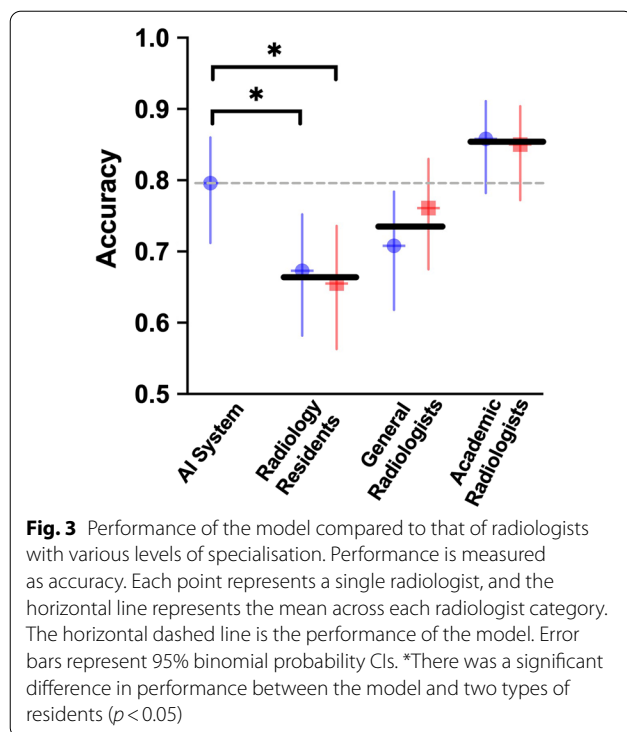 1.0
0.9
0.8
0.7
0.6
0.5
Accuracy
*
*
AI System
Radiology
Residents
General
Radiologists
Academic
Radiologists
Fig. 3 Performance of the model compared to that of radiologists
with various levels of specialisation. Performance is measured
as accuracy. Each point represents a single radiologist, and the
horizontal line represents the mean across each radiologist category.
The horizontal dashed line is the performance of the model. Error
bars represent 95% binomial probability CIs. *There was a significant
difference in performance between the model and two types of
residents (p < 0.05)